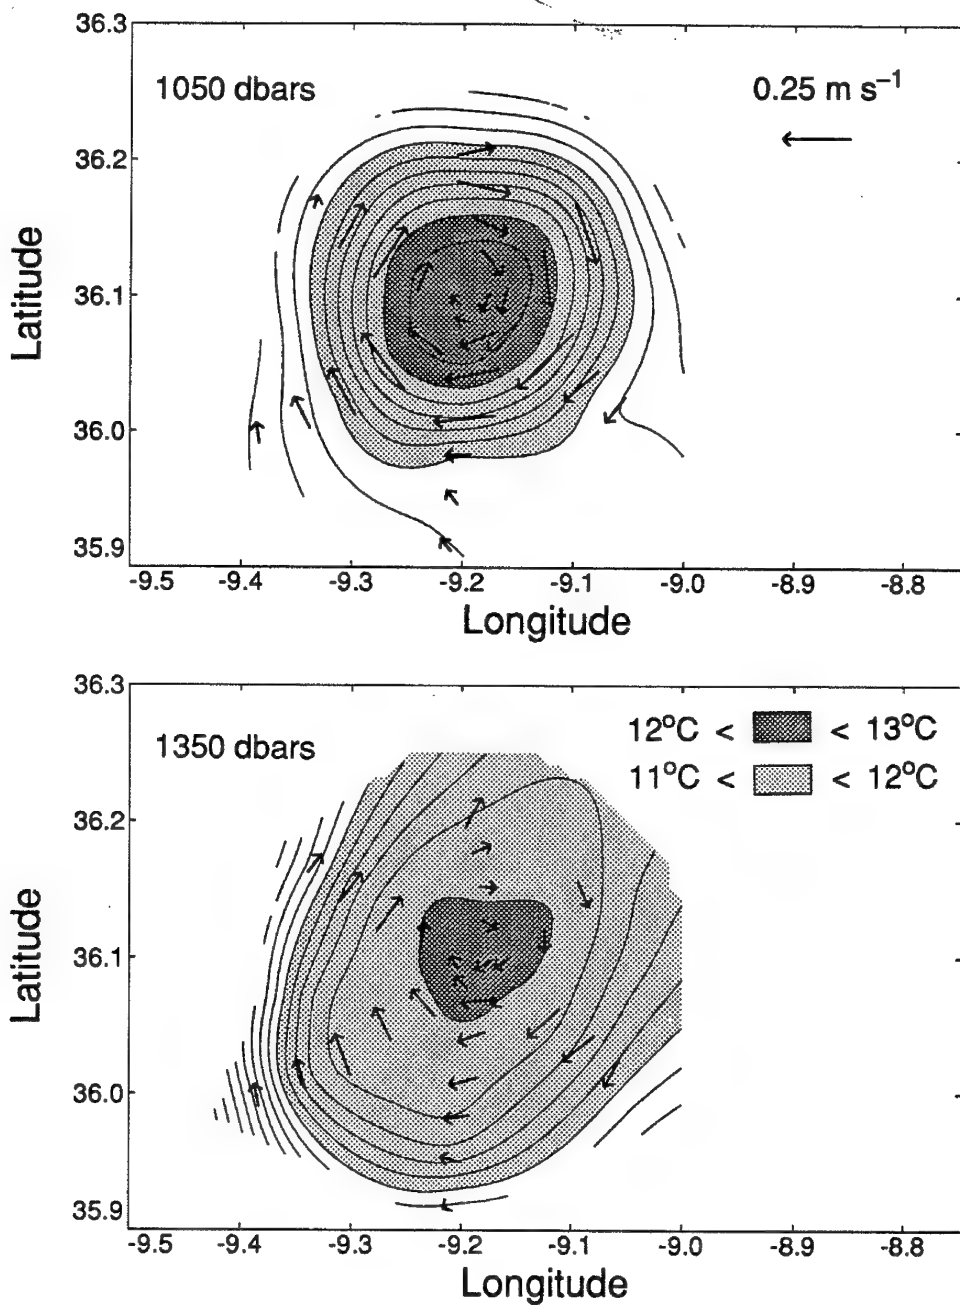 36.3
1050 dbars
0.25 m s⁻¹
36.2
Latitude
36.1
36.0
35.9
-9.5 -9.4 -9.3 -9.2 -9.1 -9.0 -8.9 -8.8
Longitude
36.3
12°C < < 13°C
1350 dbars
11°C < < 12°C
36.2
Latitude
36.1
36.0
35.9
-9.5 -9.4 -9.3 -9.2 -9.1 -9.0 -8.9 -8.8
Longitude